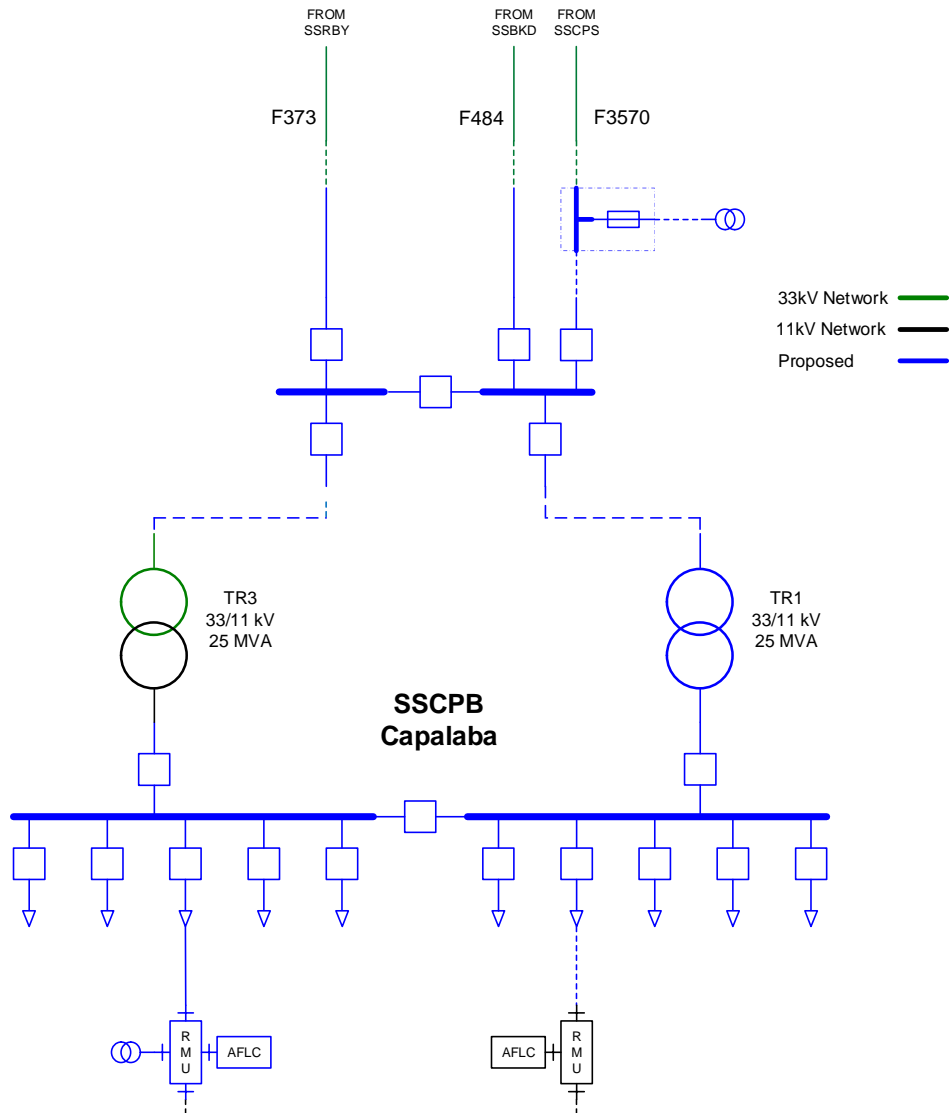 FROM
SSRBY
FROM
SSBKD
FROM
SSCPS
F373
F484
F3570
33kV Network
11kV Network
Proposed
TR3
33/11 kV
25 MVA
TR1
33/11 kV
25 MVA
SSCPB
Capalaba
R
M
U
AFLC
AFLC
R
M
U